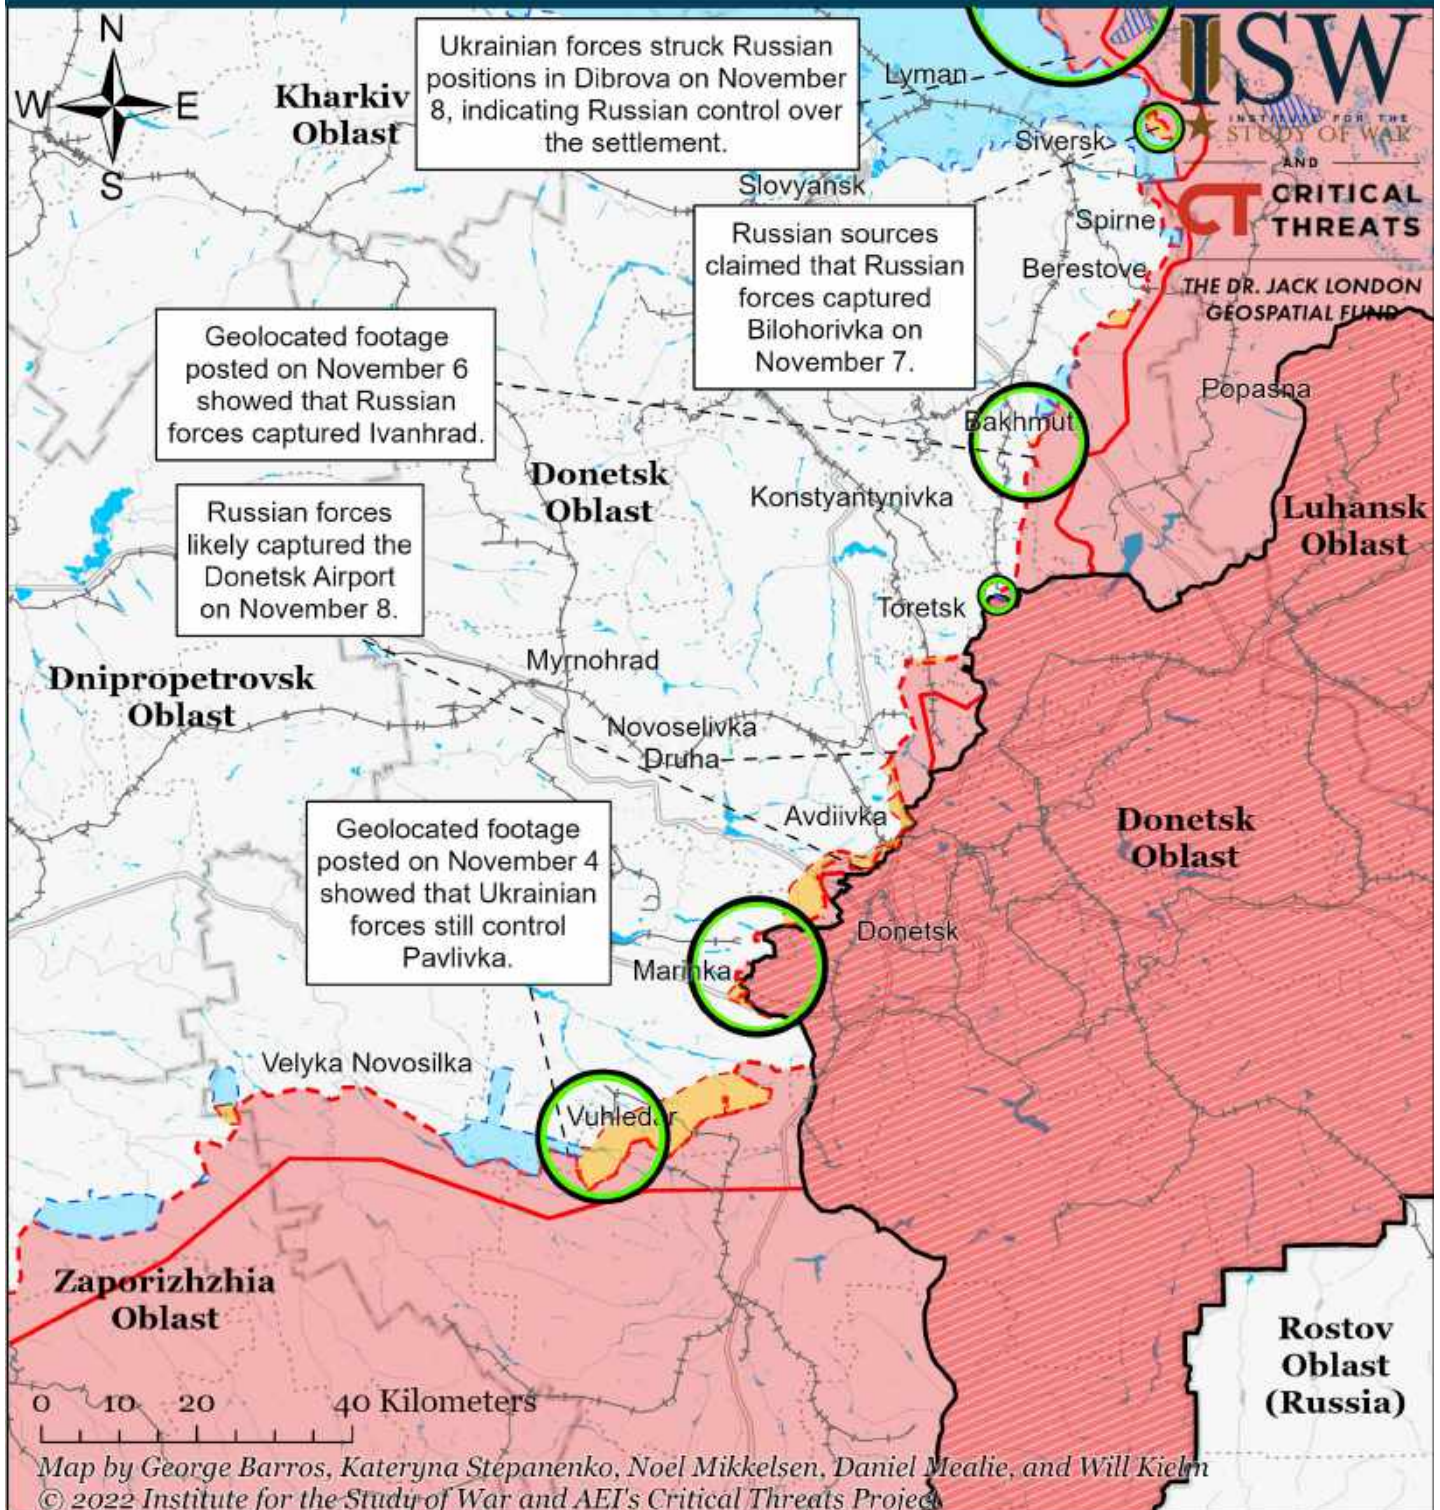 N
W
E
S
Kharkiv
Oblast
Ukrainian forces struck Russian
positions in Dibrova on November
8, indicating Russian control over
the settlement.
Lyman
ISW
INSTITUTE FOR THE
STUDY OF WAR
AND
CT CRITICAL
THREATS
THE DR. JACK LONDON
GEOSPATIAL FUND
Siversk
Slovyansk
Spirne
Berestove
Russian sources
claimed that Russian
forces captured
Bilohorivka on
November 7.
Geolocated footage
posted on November 6
showed that Russian
forces captured Ivanhrad.
Popasna
Bakhmut
Donetsk
Oblast
Konstyantynivka
Luhansk
Oblast
Russian forces
likely captured the
Donetsk Airport
on November 8.
Toretsk
Myrnohrad
Dnipropetrovsk
Oblast
Novoselivka
Druha
Avdiivka
Donetsk
Oblast
Geolocated footage
posted on November 4
showed that Ukrainian
forces still control
Pavlivka.
Donetsk
Marinka
Velyka Novosilka
Vuhledar
Zaporizhzhia
Oblast
Rostov
Oblast
(Russia)
0 10 20 40 Kilometers
Map by George Barros, Kateryna Stepanenko, Noel Mikkelsen, Daniel Mealie, and Will Kielm
© 2022 Institute for the Study of War and AEI's Critical Threats Project